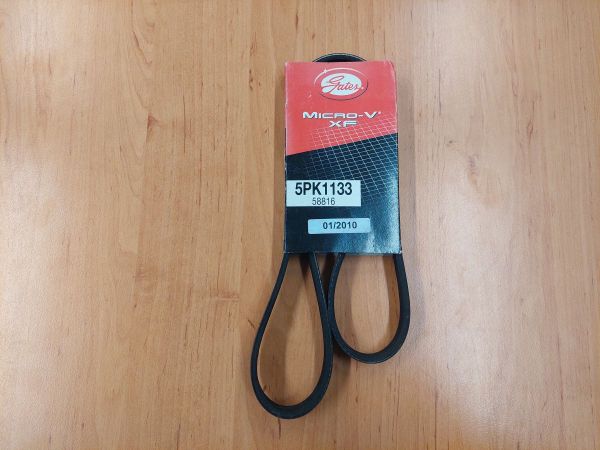 Gates
MICRO-V®
XF
5PK1133
58816
01/2010